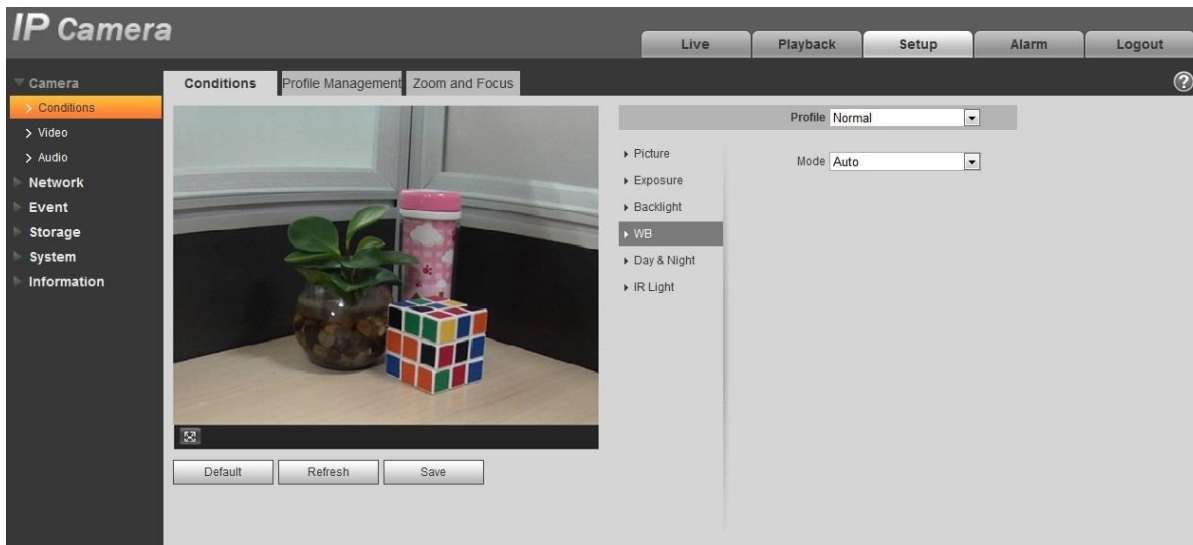 IP Camera
Live Playback Setup Alarm Logout
Camera
Conditions
Video
Audio
Network
Event
Storage
System
Information
Conditions Profile Management Zoom and Focus
?
Profile Normal
Picture
Exposure
Backlight
WB
Day & Night
IR Light
Mode Auto
Default Refresh Save